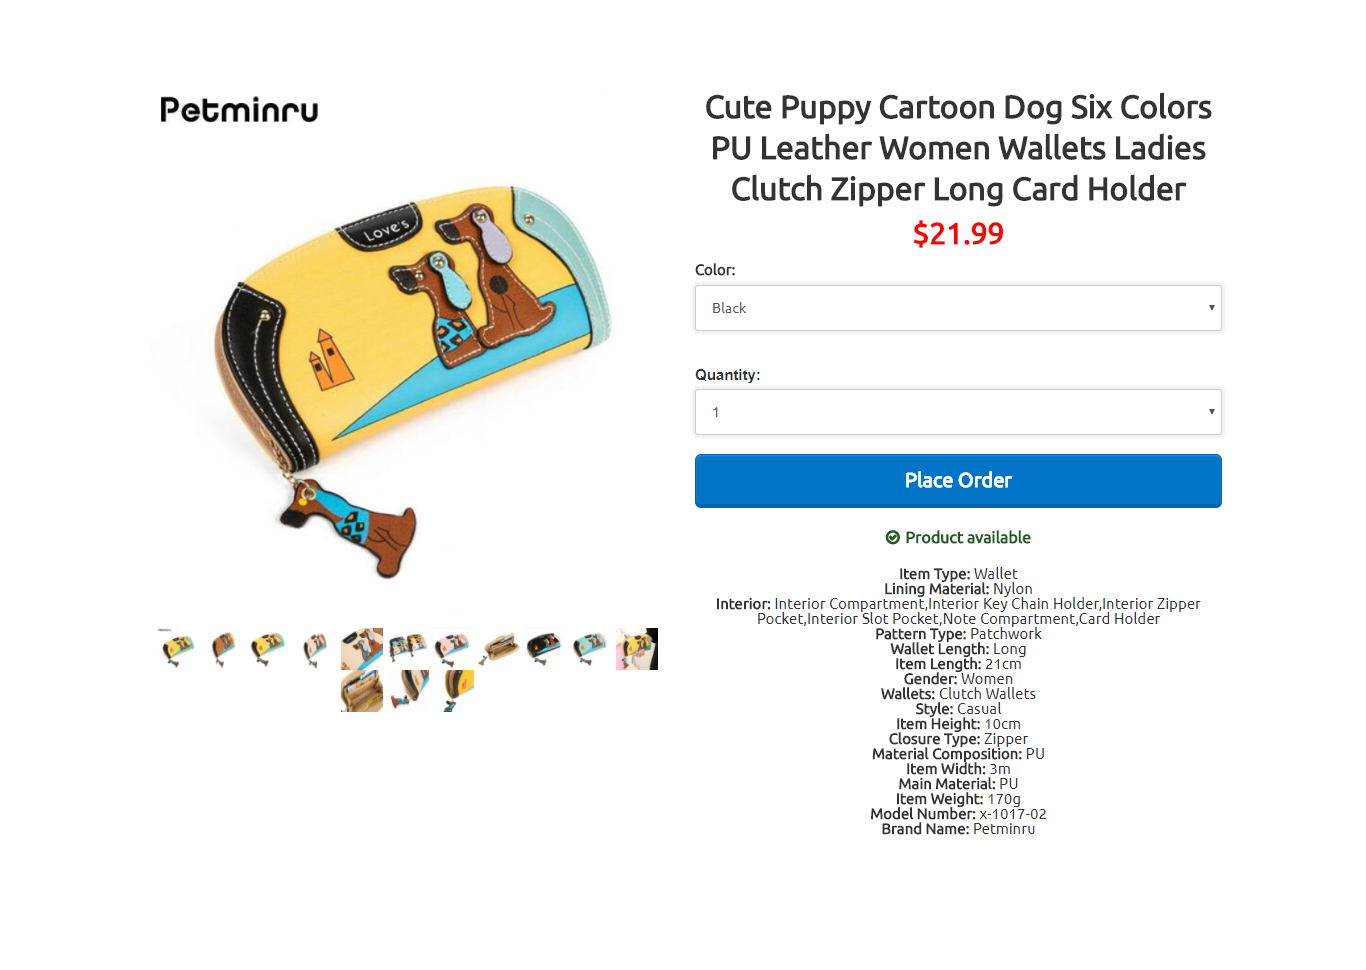 Petminru
Love's
Cute Puppy Cartoon Dog Six Colors
PU Leather Women Wallets Ladies
Clutch Zipper Long Card Holder
$21.99
Color:
Black
Quantity:
1
Place Order
Product available
Item Type: Wallet
Lining Material: Nylon
Interior: Interior Compartment,Interior Key Chain Holder,Interior Zipper
Pocket,Interior Slot Pocket,Note Compartment,Card Holder
Pattern Type: Patchwork
Wallet Length: Long
Item Length: 21cm
Gender: Women
Wallets: Clutch Wallets
Style: Casual
Item Height: 10cm
Closure Type: Zipper
Material Composition: PU
Item Width: 3m
Main Material: PU
Item Weight: 170g
Model Number: x-1017-02
Brand Name: Petminru